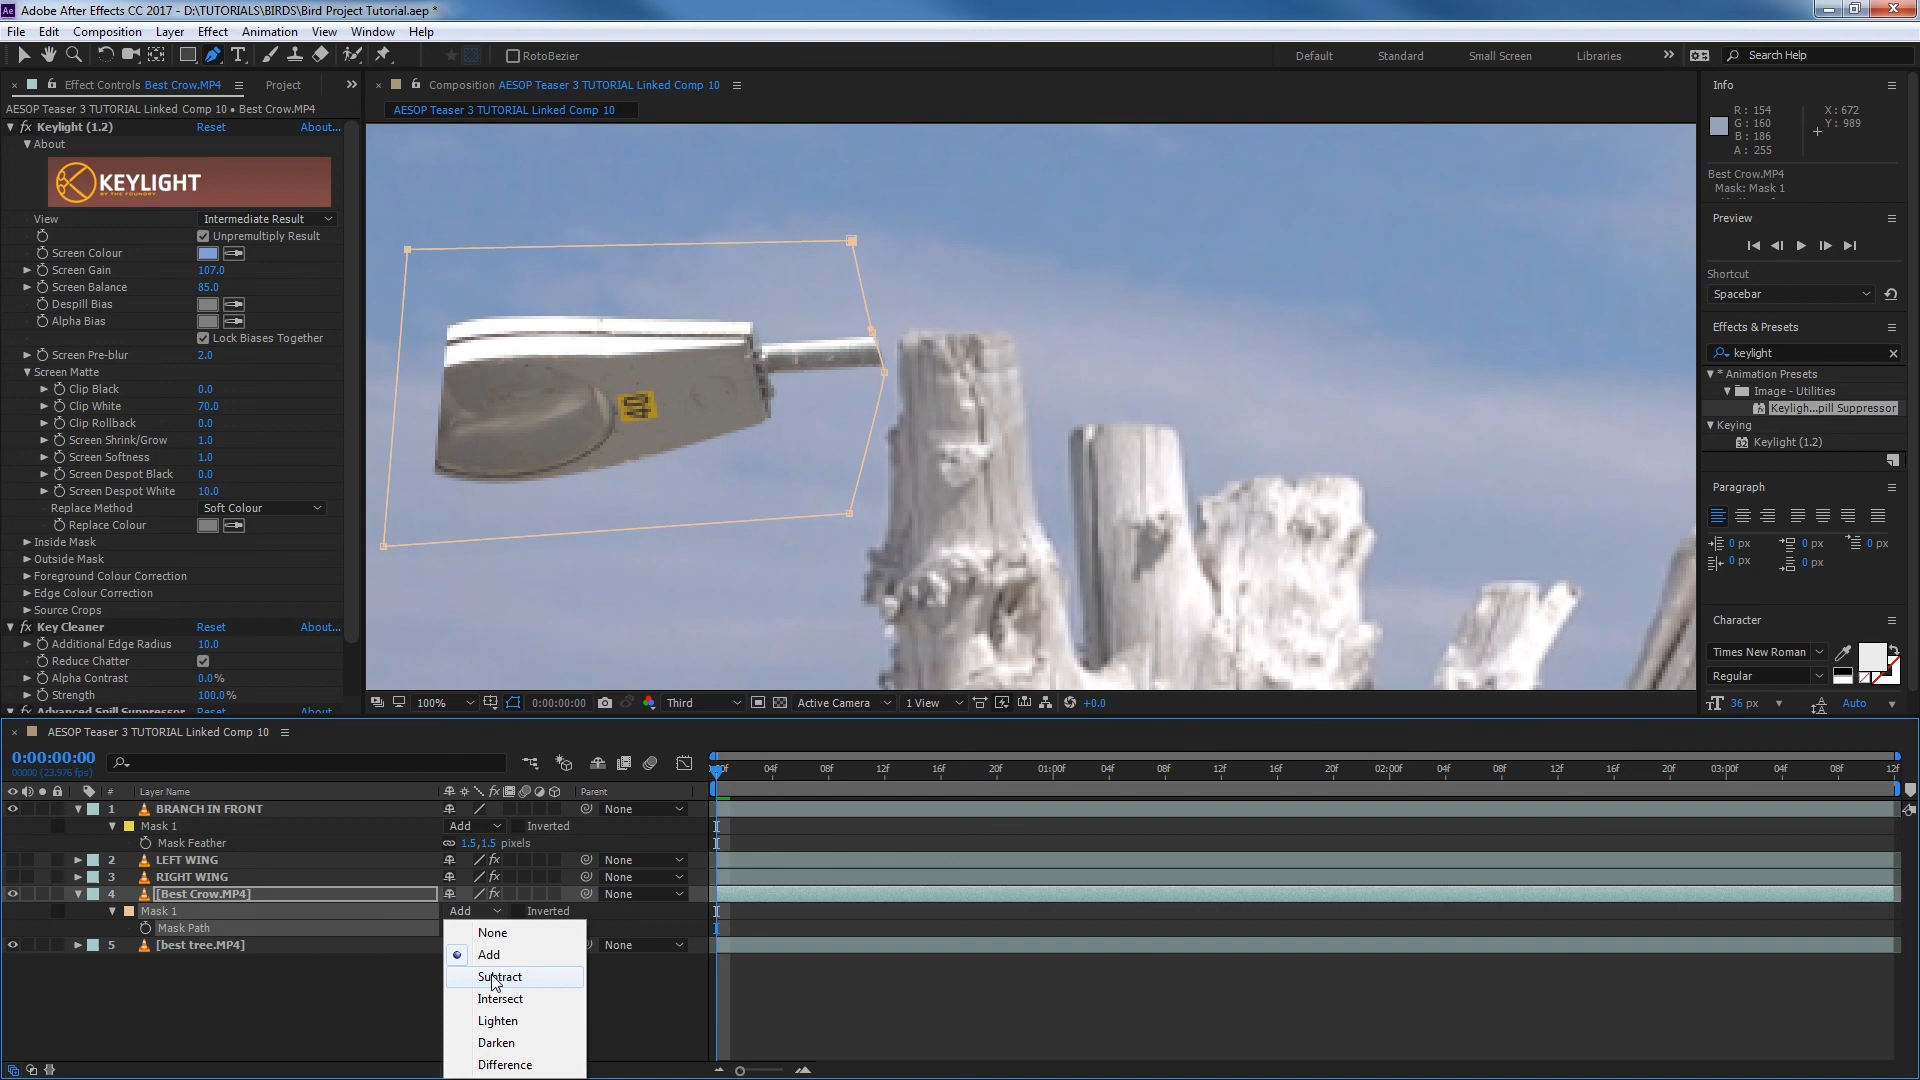 Adobe After Effects CC 2017 - D:\TUTORIALS\BIRDS\Bird Project Tutorial.aep *
File Edit Composition Layer Effect Animation View Window Help
RotoBezier
Default Standard Small Screen Libraries
Search Help
Effect Controls Best Crow.MP4 Project
AESOP Teaser 3 TUTORIAL Linked Comp 10 • Best Crow.MP4
Keylight (1.2) Reset About...
About
KEYLIGHT
BY THE FOUNDRY
View Intermediate Result
Unpremultiply Result
Screen Colour
Screen Gain 107.0
Screen Balance 85.0
Despill Bias
Alpha Bias
Lock Biases Together
Screen Pre-blur 2.0
Screen Matte
Clip Black 0.0
Clip White 70.0
Clip Rollback 0.0
Screen Shrink/Grow 1.0
Screen Softness 1.0
Screen Despot Black 0.0
Screen Despot White 10.0
Replace Method Soft Colour
Replace Colour
Inside Mask
Outside Mask
Foreground Colour Correction
Edge Colour Correction
Source Crops
Key Cleaner Reset About...
Additional Edge Radius 10.0
Reduce Chatter
Alpha Contrast 0.0%
Strength 100.0%
Advanced Spill Suppressor Reset About...
Composition AESOP Teaser 3 TUTORIAL Linked Comp 10
AESOP Teaser 3 TUTORIAL Linked Comp 10
100% 0:00:00:00 Third Active Camera 1 View +0.0
Info
R: 154
G: 160
B: 186
A: 255
X: 672
Y: 989
Best Crow.MP4
Mask: Mask 1
Preview
Shortcut
Spacebar
Effects & Presets
keylight
* Animation Presets
Image - Utilities
Keyligh...pill Suppressor
Keying
Keylight (1.2)
Paragraph
0 px 0 px 0 px
0 px 0 px
Character
Times New Roman
Regular
36 px Auto
AESOP Teaser 3 TUTORIAL Linked Comp 10
0:00:00:00
00000 (23.976 fps)
# Layer Name Parent
04f 08f 12f 16f 20f 01:00f 04f 08f 12f 16f 20f 02:00f 04f 08f 12f 16f 20f 03:00f 04f 08f 12f
1 BRANCH IN FRONT None
Mask 1 Add Inverted
Mask Feather 1.5,1.5 pixels
2 LEFT WING None
3 RIGHT WING None
4 [Best Crow.MP4] None
Mask 1 Add Inverted
Mask Path
5 [best tree.MP4] None
None
Add
Subtract
Intersect
Lighten
Darken
Difference